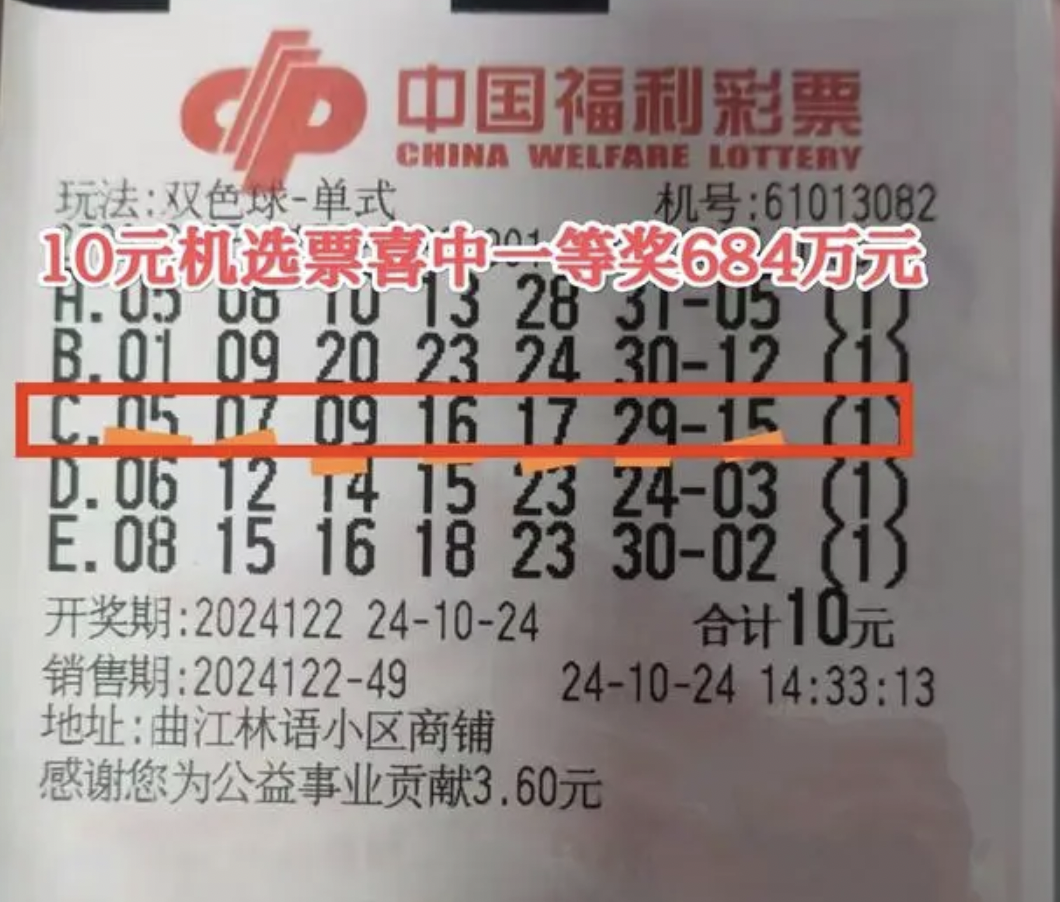 中国福利彩票
CHINA WELFARE LOTTERY
玩法:双色球-单式 机号:61013082
10元机选票喜中一等奖684万元
A.05 08 10 13 28 31-05 (1)
B.01 09 20 23 24 30-12 (1)
C.05 07 09 16 17 29-15 (1)
D.06 12 14 15 23 24-03 (1)
E.08 15 16 18 23 30-02 (1)
开奖期:2024122 24-10-24 合计10元
销售期:2024122-49 24-10-24 14:33:13
地址:曲江林语小区商铺
感谢您为公益事业贡献3.60元